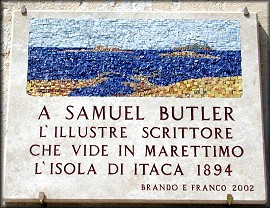 A SAMUEL BUTLER
L'ILLUSTRE SCRITTORE
CHE VIDE IN MARETTIMO
L'ISOLA DI ITACA 1894
BRANDO E FRANCO 2002